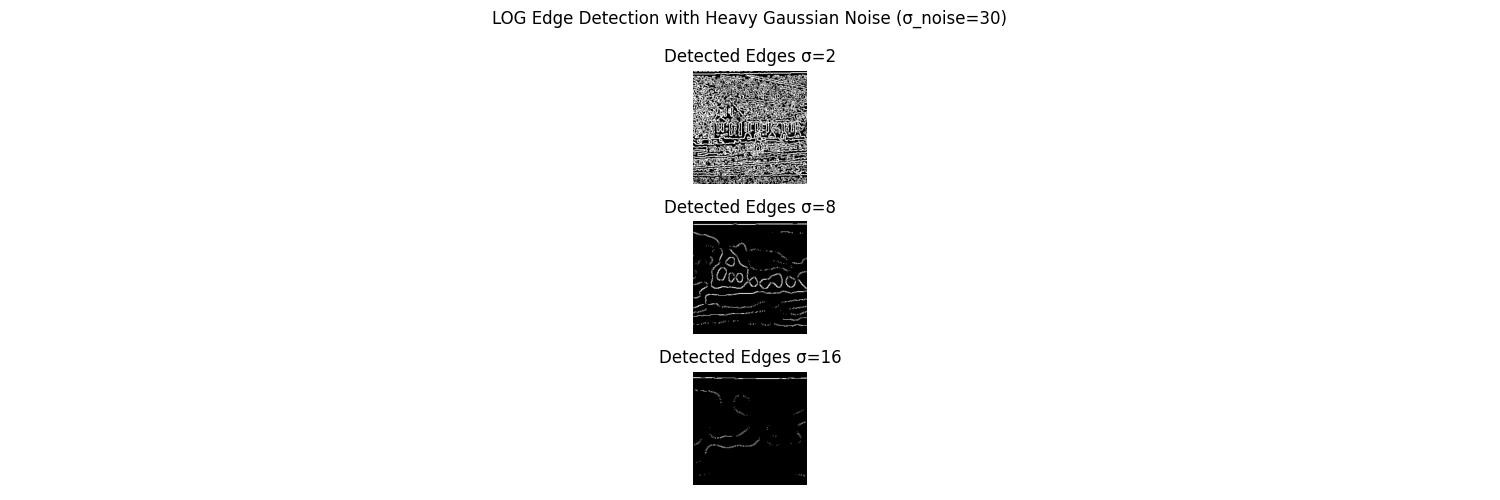 LOG Edge Detection with Heavy Gaussian Noise (σ_noise=30)
Detected Edges σ=2
Detected Edges σ=8
Detected Edges σ=16